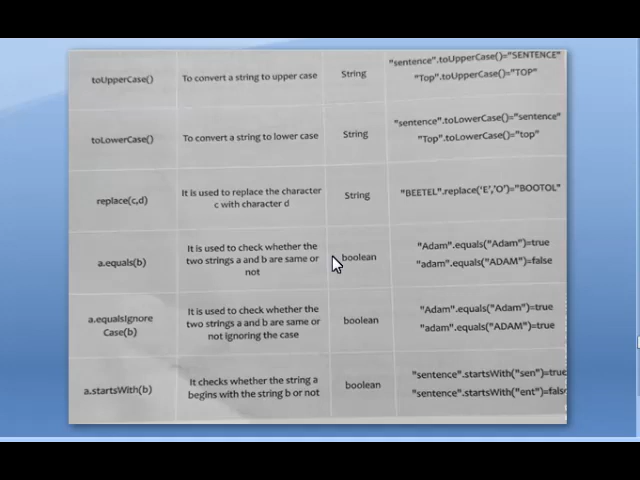 toUpperCase()
To convert a string to upper case
String
"sentence".toUpperCase()="SENTENCE"
"Top".toUpperCase()="TOP"
toLowerCase()
To convert a string to lower case
String
"sentence".toLowerCase()="sentence"
"Top".toLowerCase()="top"
replace(c,d)
It is used to replace the character
c with character d
String
"BEETEL".replace('E','O')="BOOTOL"
a.equals(b)
It is used to check whether the
two strings a and b are same or
not
boolean
"Adam".equals("Adam")=true
"adam".equals("ADAM")=false
a.equalsIgnore
Case(b)
It is used to check whether the
two strings a and b are same or
not ignoring the case
boolean
"Adam".equals("Adam")=true
"adam".equals("ADAM")=true
a.startsWith(b)
It checks whether the string a
begins with the string b or not
boolean
"sentence".startsWith("sen")=true
"sentence".startsWith("ent")=fals